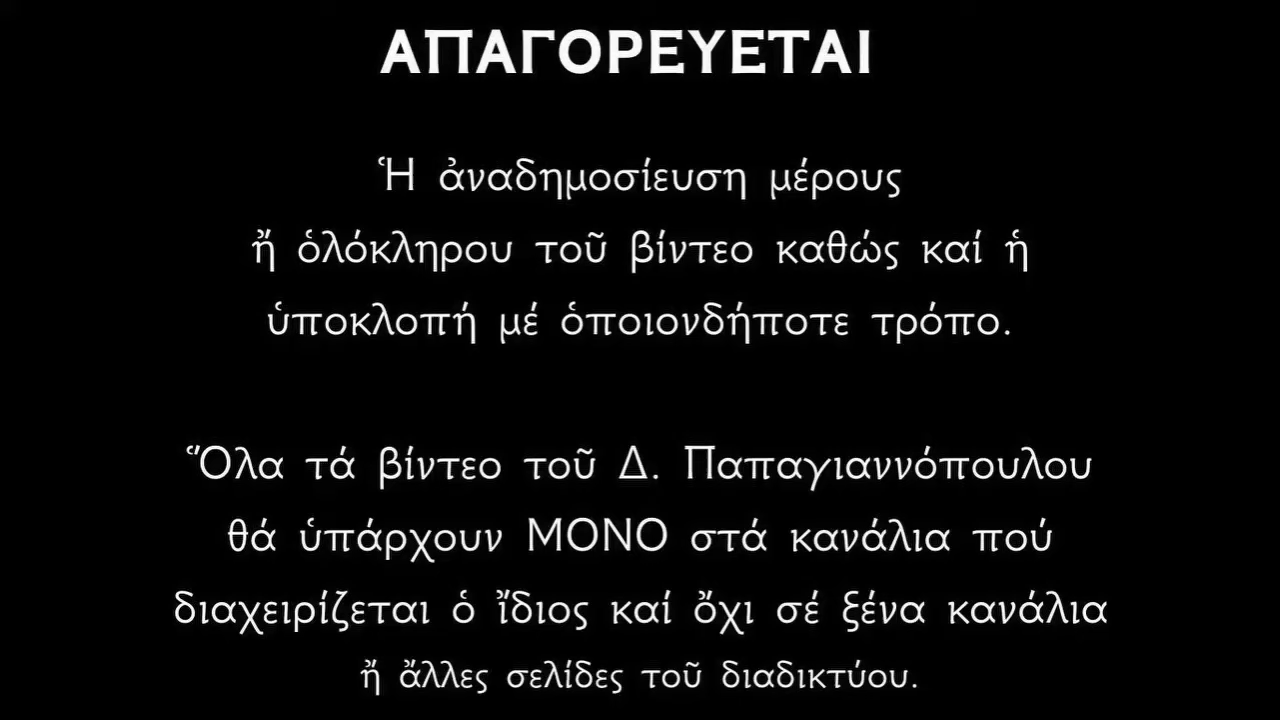 ΑΠΑΓΟΡΕΥΕΤΑΙ
Ἡ ἀναδημοσίευση μέρους
ἤ ὁλόκληρου τοῦ βίντεο καθώς καί ἡ
ὑποκλοπή μέ ὁποιονδήποτε τρόπο.
Ὅλα τά βίντεο τοῦ Δ. Παπαγιαννόπουλου
θά ὑπάρχουν ΜΟΝΟ στά κανάλια πού
διαχειρίζεται ὁ ἴδιος καί ὄχι σέ ξένα κανάλια
ἤ ἄλλες σελίδες τοῦ διαδικτύου.